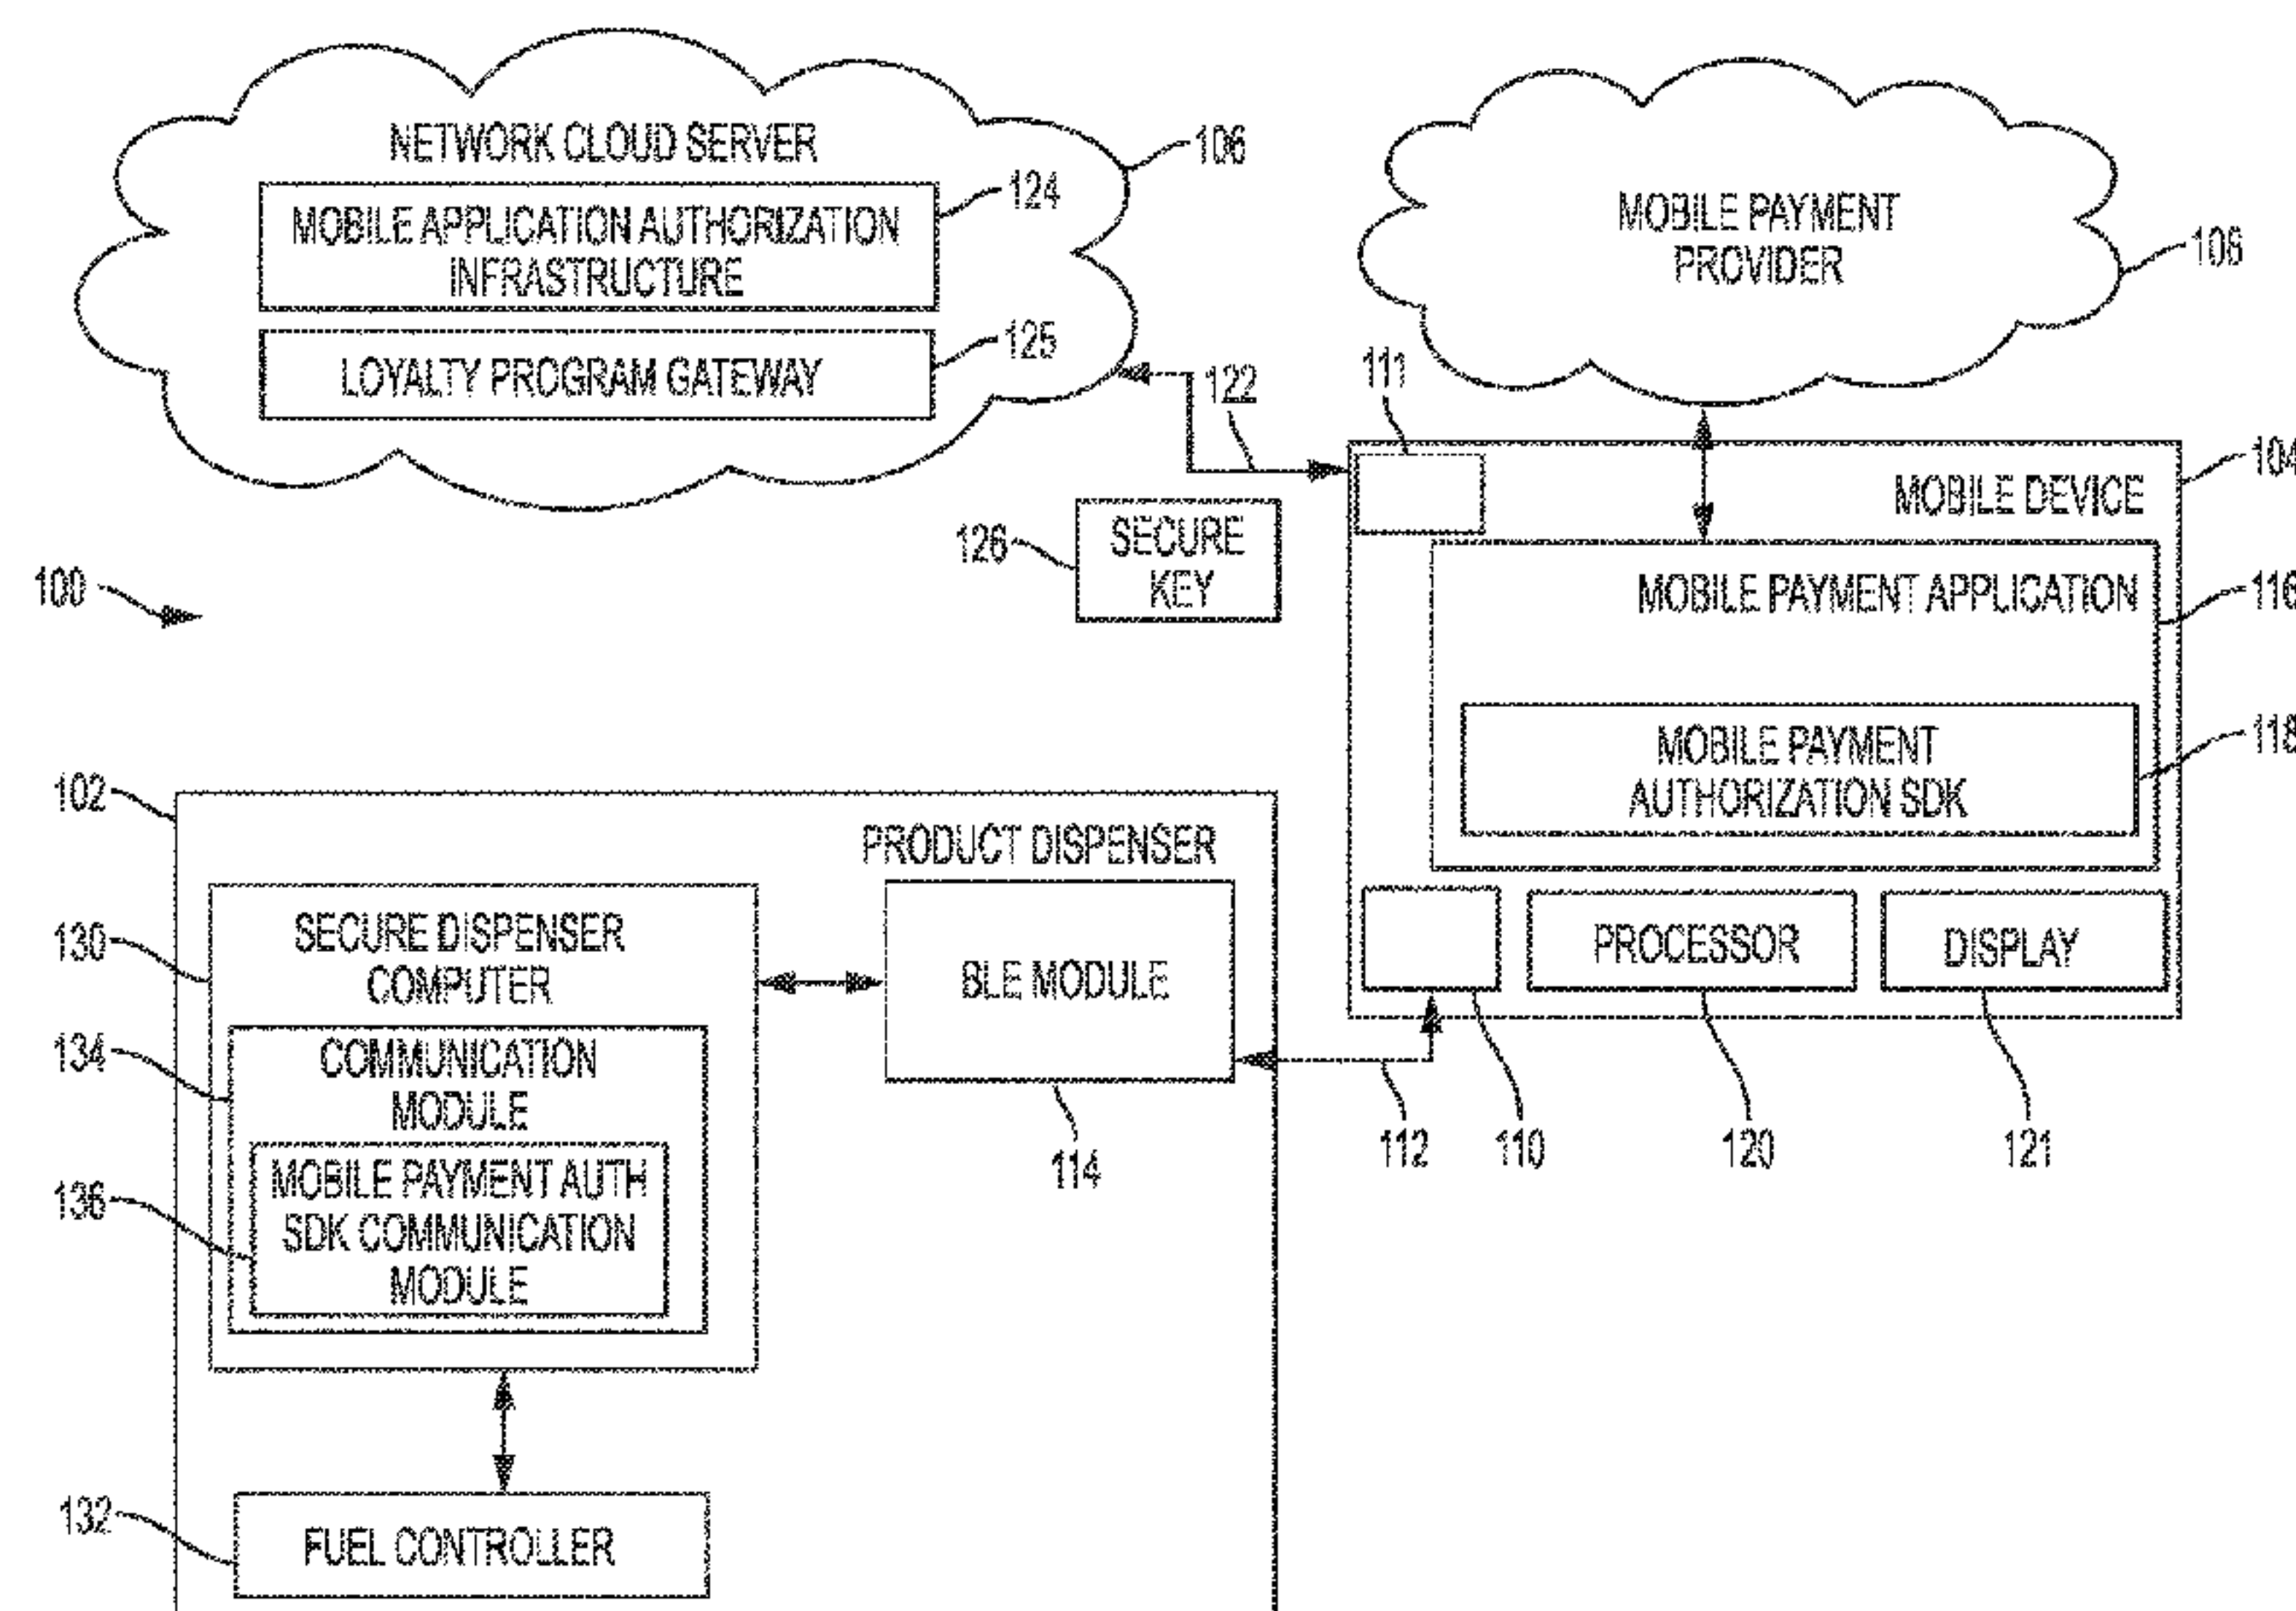 NETWORK CLOUD SERVER
106
124
MOBILE APPLICATION AUTHORIZATION
INFRASTRUCTURE
125
LOYALTY PROGRAM GATEWAY
MOBILE PAYMENT
PROVIDER
108
111
122
104
MOBILE DEVICE
126
SECURE
KEY
100
MOBILE PAYMENT APPLICATION
116
MOBILE PAYMENT
AUTHORIZATION SDK
118
PROCESSOR
DISPLAY
112
110
120
121
102
PRODUCT DISPENSER
130
SECURE DISPENSER
COMPUTER
BLE MODULE
114
134
COMMUNICATION
MODULE
136
MOBILE PAYMENT AUTH
SDK COMMUNICATION
MODULE
132
FUEL CONTROLLER